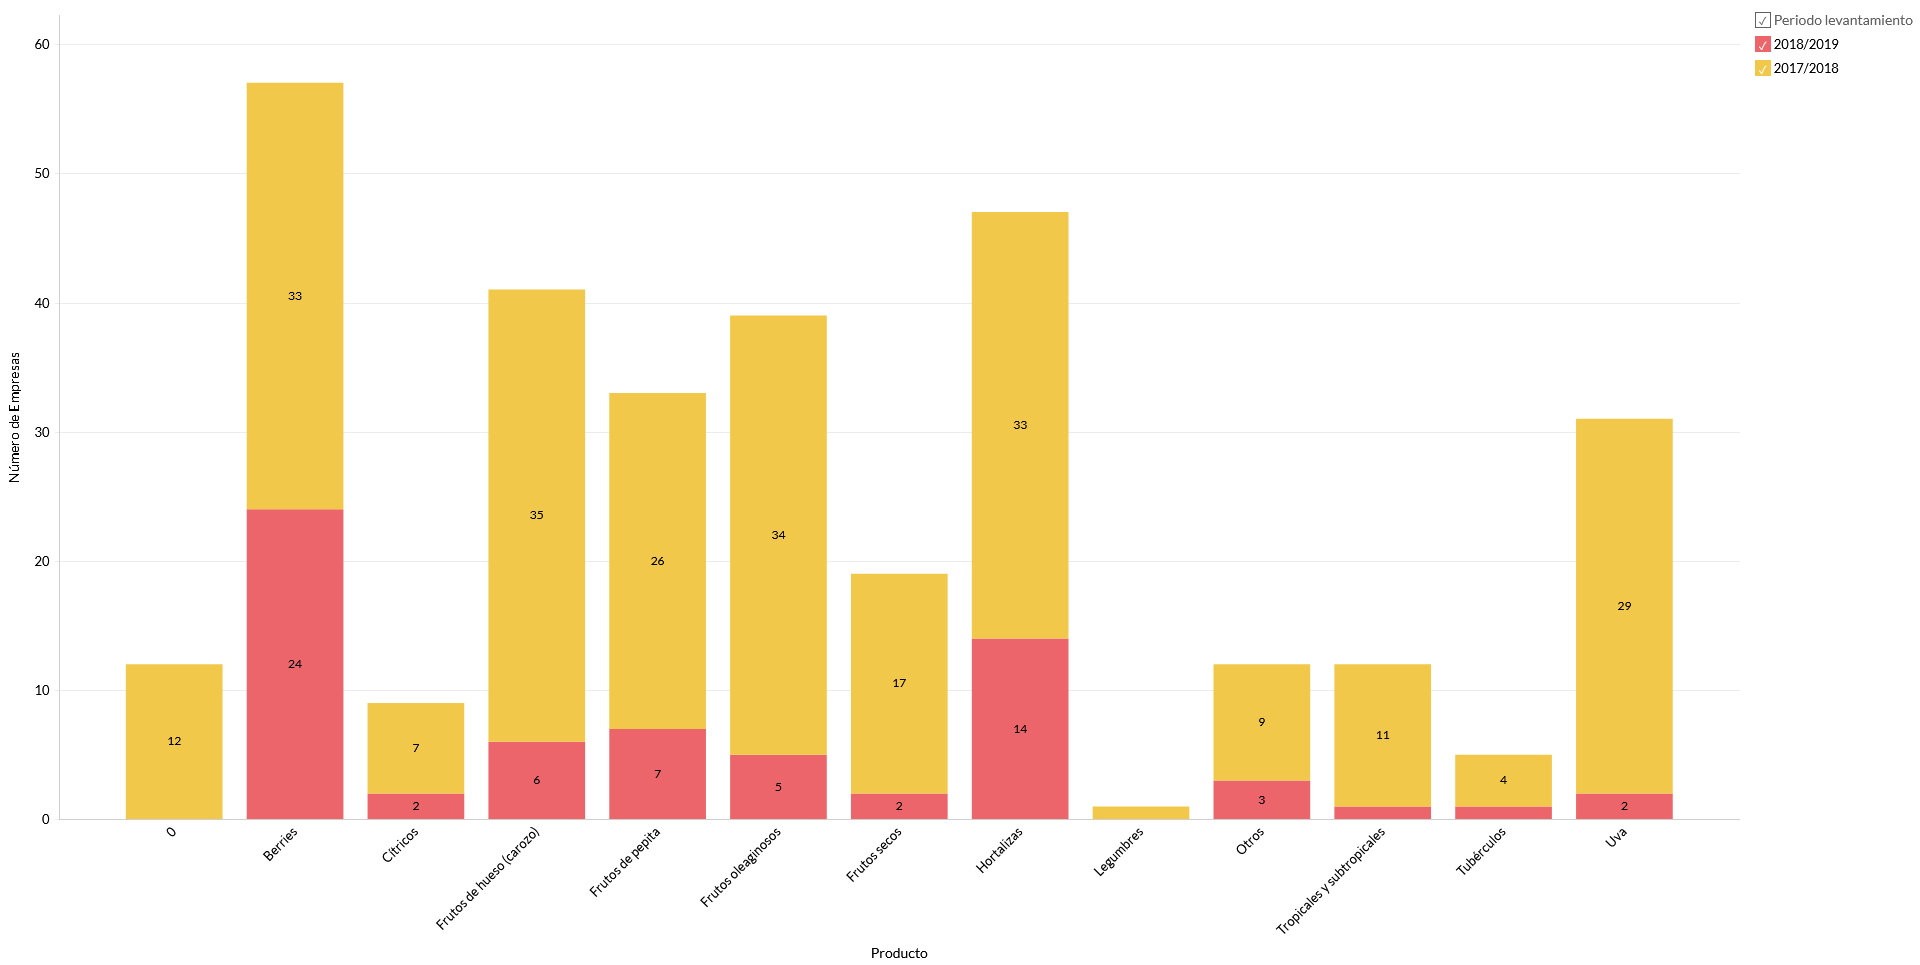 Periodo levantamiento
2018/2019
2017/2018
60
50
40
30
20
10
0
Número de Empresas
12
33
24
7
2
35
6
26
7
34
5
17
2
33
14
9
3
11
4
29
2
0
Berries
Cítricos
Frutos de hueso (carozo)
Frutos de pepita
Frutos oleaginosos
Frutos secos
Hortalizas
Legumbres
Otros
Tropicales y subtropicales
Tubérculos
Uva
Producto